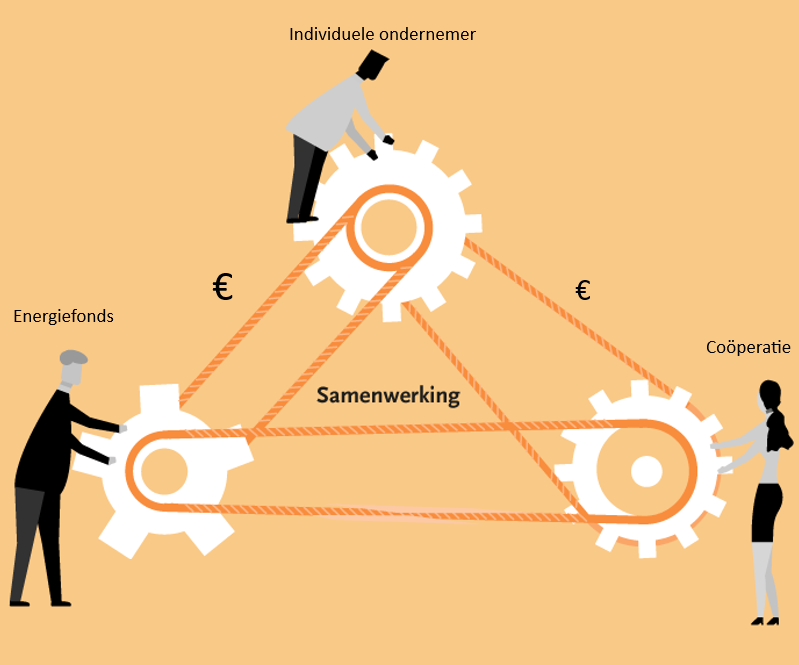 Individuele ondernemer
€
€
Energiefonds
Coöperatie
Samenwerking